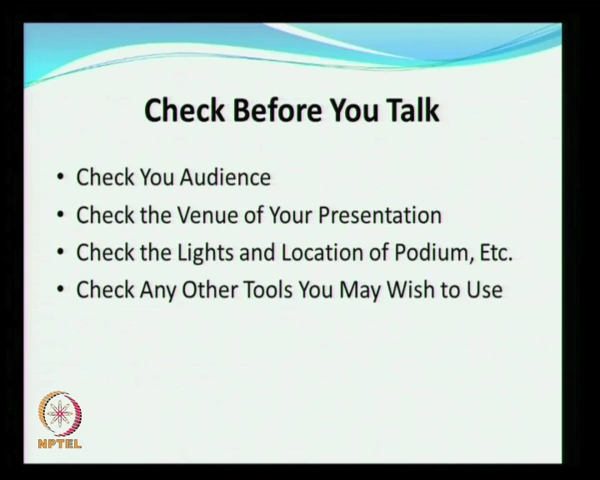 Check Before You Talk
• Check You Audience
• Check the Venue of Your Presentation
• Check the Lights and Location of Podium, Etc.
• Check Any Other Tools You May Wish to Use
NPTEL